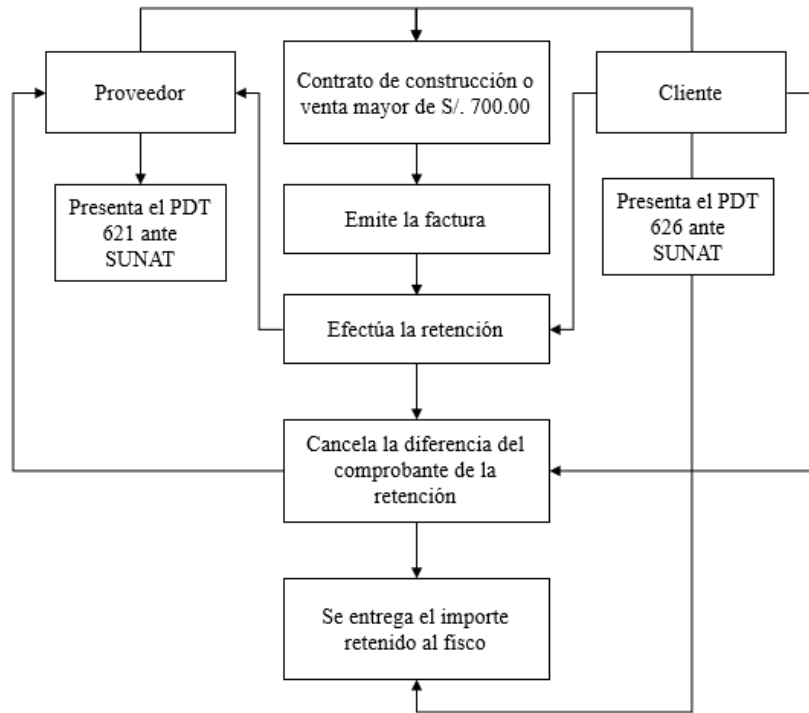 Proveedor
Contrato de construcción o
venta mayor de S/. 700.00
Cliente
Presenta el PDT
621 ante
SUNAT
Emite la factura
Presenta el PDT
626 ante
SUNAT
Efectúa la retención
Cancela la diferencia del
comprobante de la
retención
Se entrega el importe
retenido al fisco